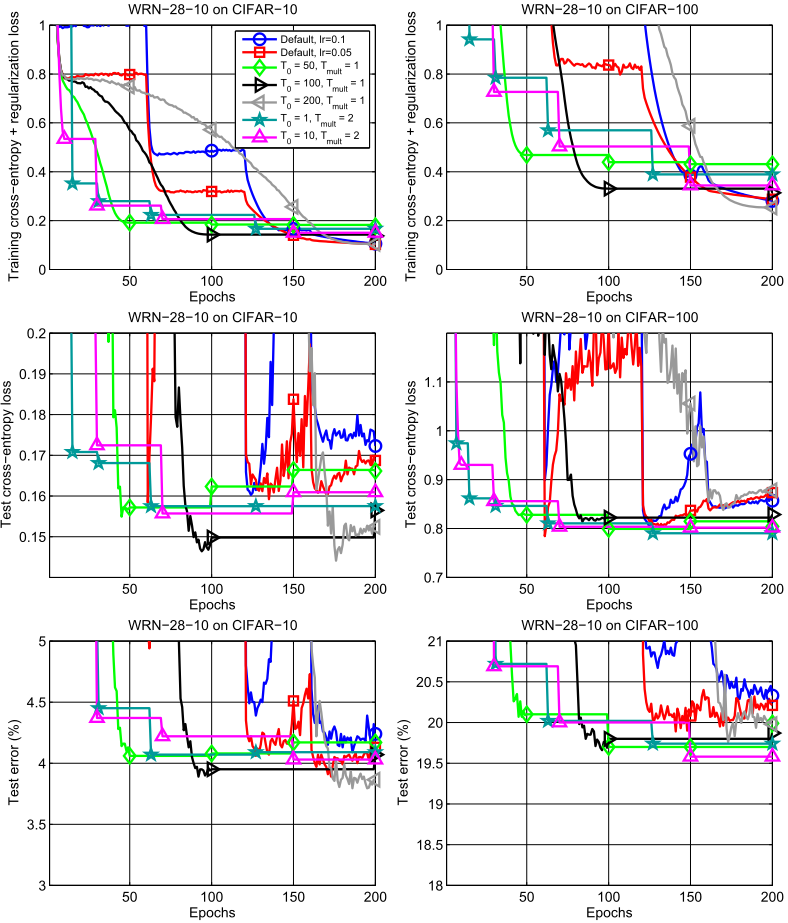 WRN−28−10 on CIFAR−10
Training cross−entropy + regularization loss
1
0.8
0.6
0.4
0.2
0
50 100 150 200
Epochs
Default, lr=0.1
Default, lr=0.05
T0 = 50, Tmult = 1
T0 = 100, Tmult = 1
T0 = 200, Tmult = 1
T0 = 1, Tmult = 2
T0 = 10, Tmult = 2
WRN−28−10 on CIFAR−100
Training cross−entropy + regularization loss
1
0.8
0.6
0.4
0.2
0
50 100 150 200
Epochs
WRN−28−10 on CIFAR−10
Test cross−entropy loss
0.2
0.19
0.18
0.17
0.16
0.15
50 100 150 200
Epochs
WRN−28−10 on CIFAR−100
Test cross−entropy loss
1.1
1
0.9
0.8
0.7
50 100 150 200
Epochs
WRN−28−10 on CIFAR−10
Test error (%)
5
4.5
4
3.5
3
50 100 150 200
Epochs
WRN−28−10 on CIFAR−100
Test error (%)
21
20.5
20
19.5
19
18.5
18
50 100 150 200
Epochs